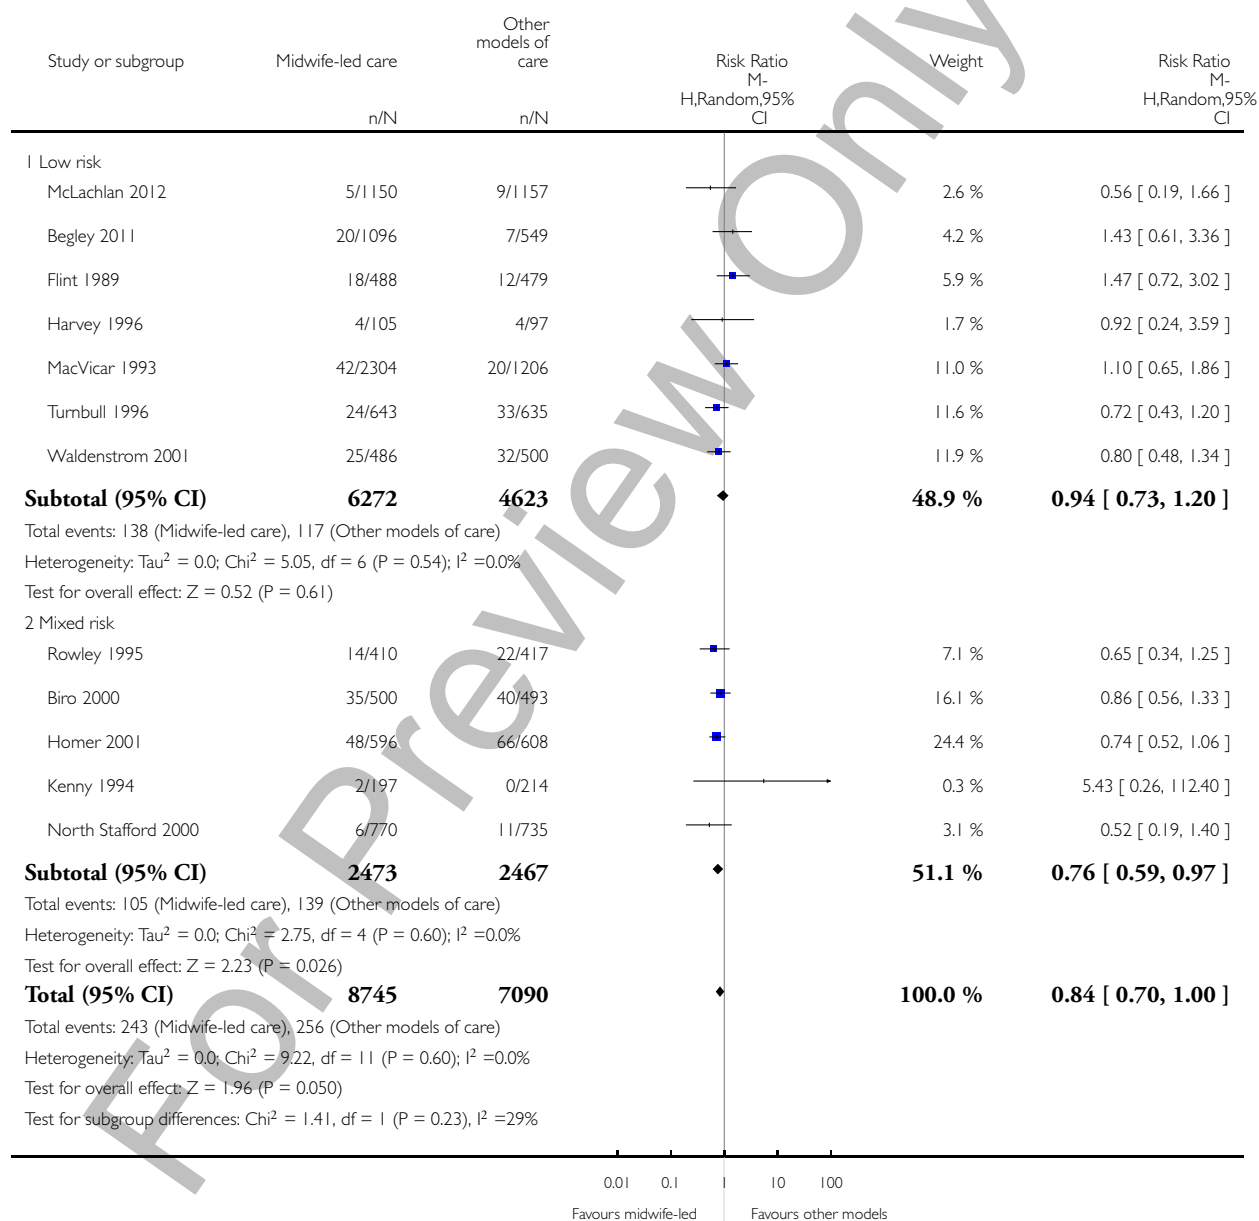 Study or subgroup Midwife-led care Other models of care Risk Ratio Weight Risk Ratio
n/N n/N M-H,Random,95% CI M-H,Random,95% CI
1 Low risk
McLachlan 2012 5/1150 9/1157 2.6 % 0.56 [ 0.19, 1.66 ]
Begley 2011 20/1096 7/549 4.2 % 1.43 [ 0.61, 3.36 ]
Flint 1989 18/488 12/479 5.9 % 1.47 [ 0.72, 3.02 ]
Harvey 1996 4/105 4/97 1.7 % 0.92 [ 0.24, 3.59 ]
MacVicar 1993 42/2304 20/1206 11.0 % 1.10 [ 0.65, 1.86 ]
Turnbull 1996 24/643 33/635 11.6 % 0.72 [ 0.43, 1.20 ]
Waldenstrom 2001 25/486 32/500 11.9 % 0.80 [ 0.48, 1.34 ]
Subtotal (95% CI) 6272 4623 48.9 % 0.94 [ 0.73, 1.20 ]
Total events: 138 (Midwife-led care), 117 (Other models of care)
Heterogeneity: Tau² = 0.0; Chi² = 5.05, df = 6 (P = 0.54); I² =0.0%
Test for overall effect: Z = 0.52 (P = 0.61)
2 Mixed risk
Rowley 1995 14/410 22/417 7.1 % 0.65 [ 0.34, 1.25 ]
Biro 2000 35/500 40/493 16.1 % 0.86 [ 0.56, 1.33 ]
Homer 2001 48/596 66/608 24.4 % 0.74 [ 0.52, 1.06 ]
Kenny 1994 2/197 0/214 0.3 % 5.43 [ 0.26, 112.40 ]
North Stafford 2000 6/770 11/735 3.1 % 0.52 [ 0.19, 1.40 ]
Subtotal (95% CI) 2473 2467 51.1 % 0.76 [ 0.59, 0.97 ]
Total events: 105 (Midwife-led care), 139 (Other models of care)
Heterogeneity: Tau² = 0.0; Chi² = 2.75, df = 4 (P = 0.60); I² =0.0%
Test for overall effect: Z = 2.23 (P = 0.026)
Total (95% CI) 8745 7090 100.0 % 0.84 [ 0.70, 1.00 ]
Total events: 243 (Midwife-led care), 256 (Other models of care)
Heterogeneity: Tau² = 0.0; Chi² = 9.22, df = 11 (P = 0.60); I² =0.0%
Test for overall effect: Z = 1.96 (P = 0.050)
Test for subgroup differences: Chi² = 1.41, df = 1 (P = 0.23), I² =29%
0.01 0.1 1 10 100
Favours midwife-led Favours other models
For Preview Only